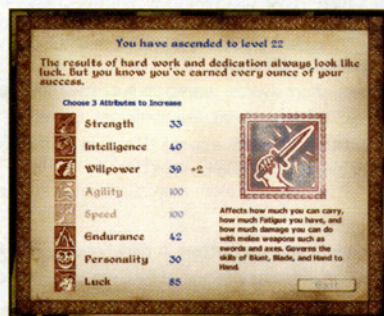 You have ascended to level 22
The results of hard work and dedication always look like
luck. But you know you've earned every ounce of your
success.
Choose 3 Attributes to Increase
Strength 33
Intelligence 40
Willpower 39 +2
Agility 100
Speed 100
Endurance 42
Personality 30
Luck 85
Affects how much you can carry,
how much Fatigue you have, and
how much damage you can do
with melee weapons such as
swords and axes. Governs the
skills of Blunt, Blade, and Hand to
Hand.
Exit